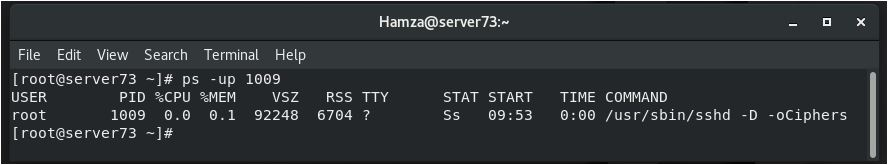 Hamza@server73:~
File Edit View Search Terminal Help
[root@server73 ~]# ps -up 1009
USER       PID %CPU %MEM    VSZ   RSS TTY      STAT START   TIME COMMAND
root      1009  0.0  0.1  92248  6704 ?        Ss   09:53   0:00 /usr/sbin/sshd -D -oCiphers
[root@server73 ~]#